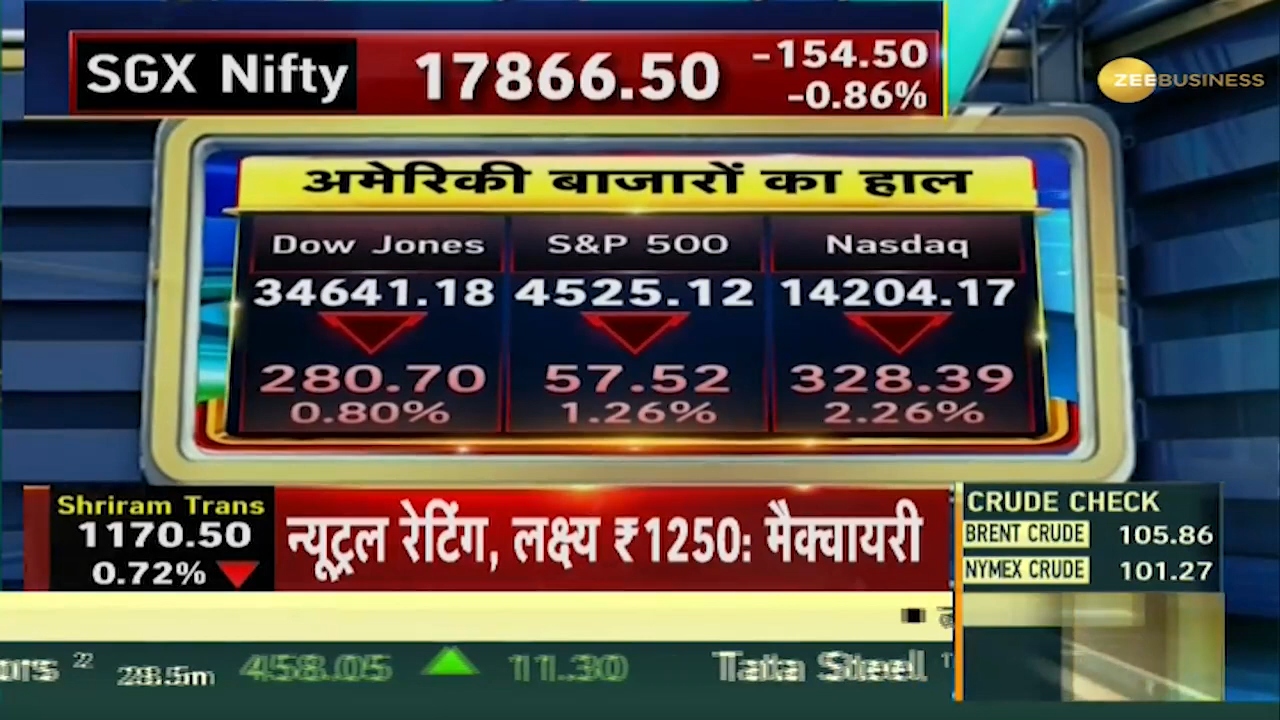 SGX Nifty 17866.50 -154.50
-0.86%
ZEEBUSINESS
अमेरिकी बाजारों का हाल
Dow Jones S&P 500 Nasdaq
34641.18 4525.12 14204.17
280.70 57.52 328.39
0.80% 1.26% 2.26%
Shriram Trans
1170.50
0.72%
न्यूट्रल रेटिंग, लक्ष्य ₹1250: मैक्वायरी
CRUDE CHECK
BRENT CRUDE 105.86
NYMEX CRUDE 101.27
ors 22 28.5m 458.05 11.30 Tata Steel